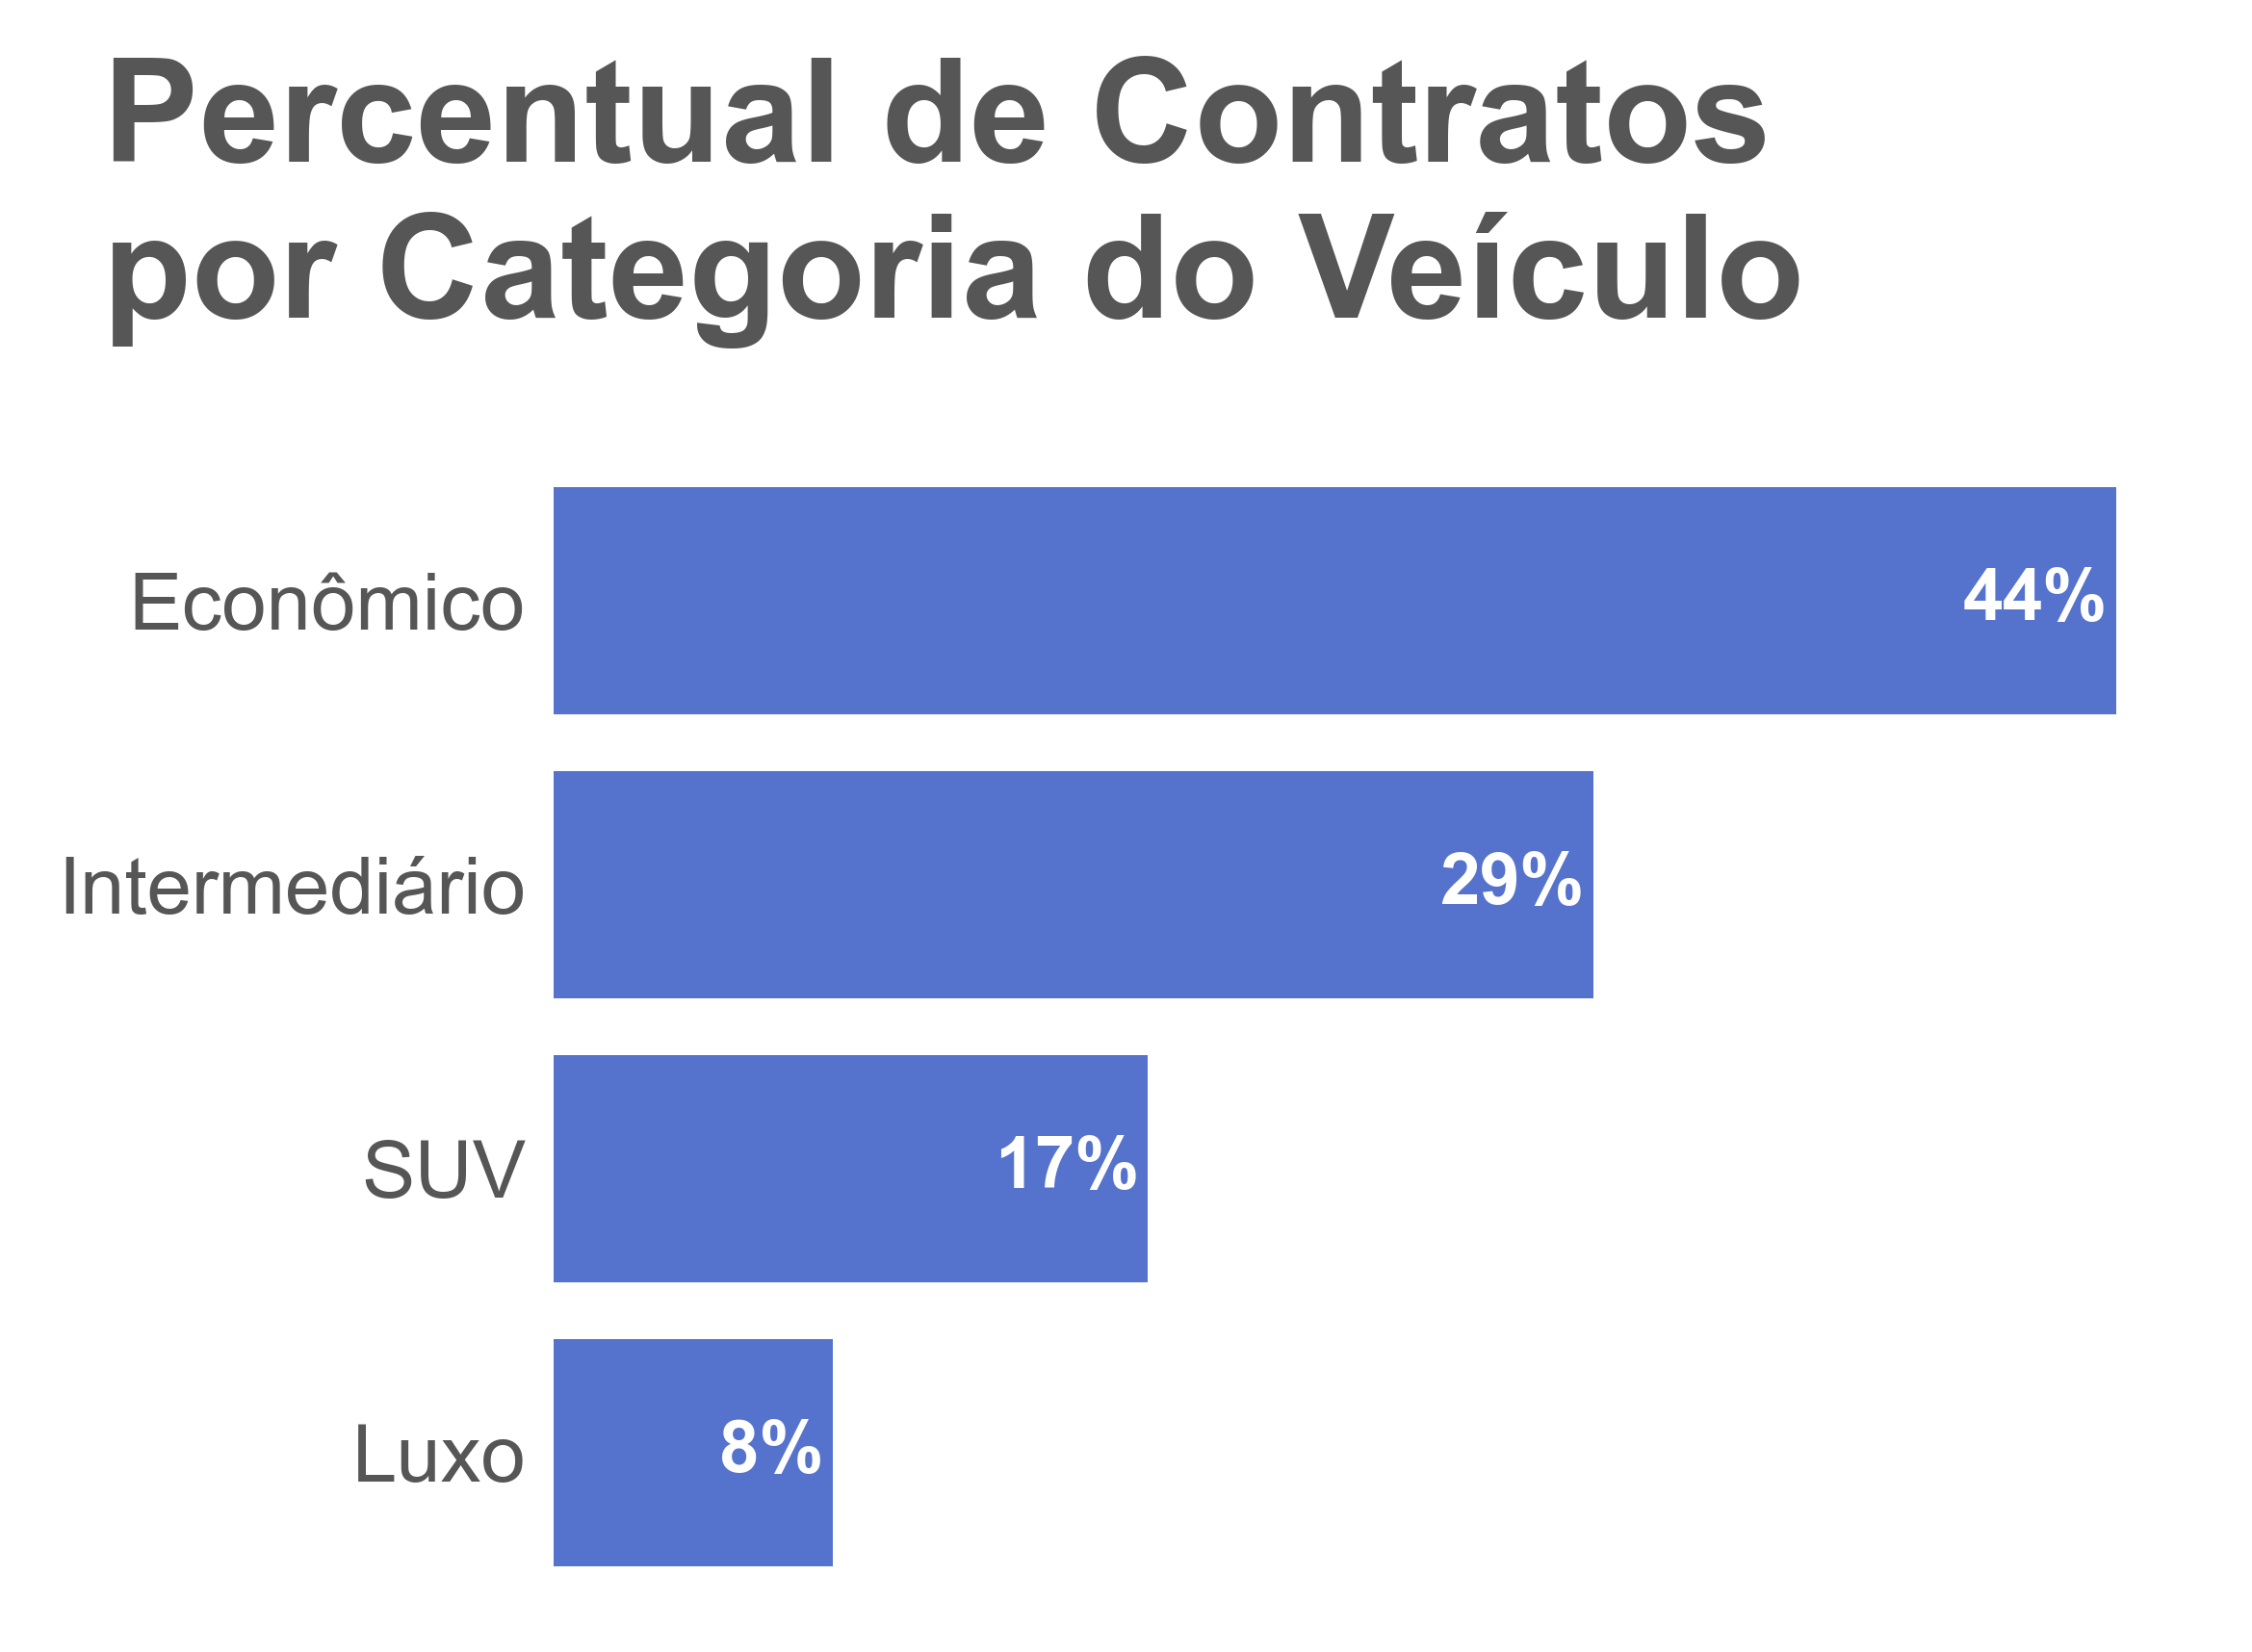 Percentual de Contratos
por Categoria do Veículo
Econômico 44%
Intermediário 29%
SUV 17%
Luxo 8%